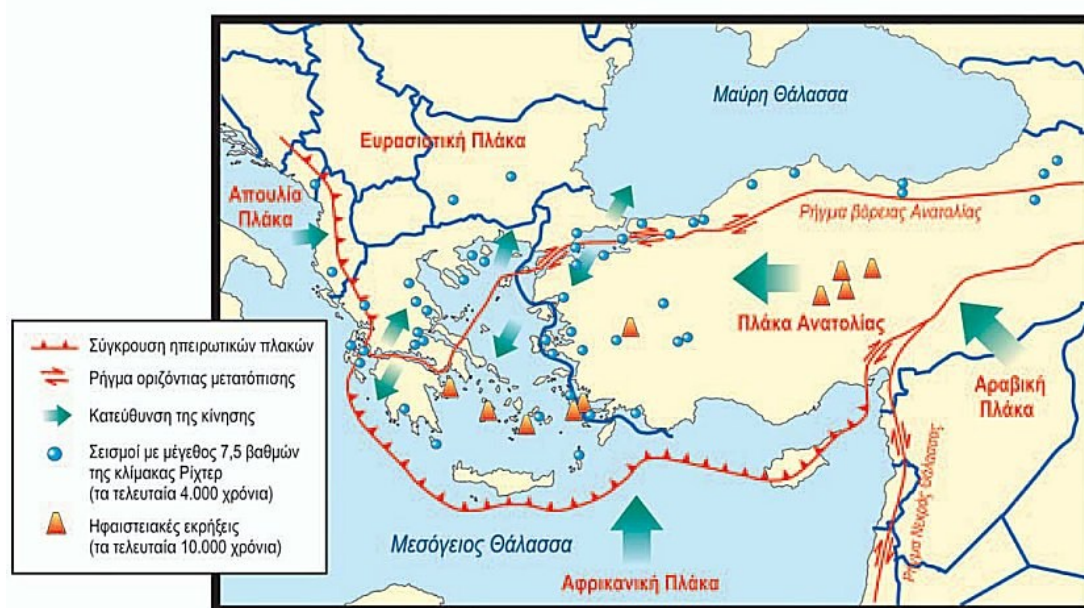 Μαύρη Θάλασσα
Ευρασιατική Πλάκα
Απουλία
Πλάκα
Ρήγμα βόρειας Ανατολίας
Πλάκα Ανατολίας
Αραβική
Πλάκα
Ρήγμα Νεκράς Θάλασσας
Μεσόγειος Θάλασσα
Αφρικανική Πλάκα
Σύγκρουση ηπειρωτικών πλακών
Ρήγμα οριζόντιας μετατόπισης
Κατεύθυνση της κίνησης
Σεισμοί με μέγεθος 7,5 βαθμών
της κλίμακας Ρίχτερ
(τα τελευταία 4.000 χρόνια)
Ηφαιστειακές εκρήξεις
(τα τελευταία 10.000 χρόνια)